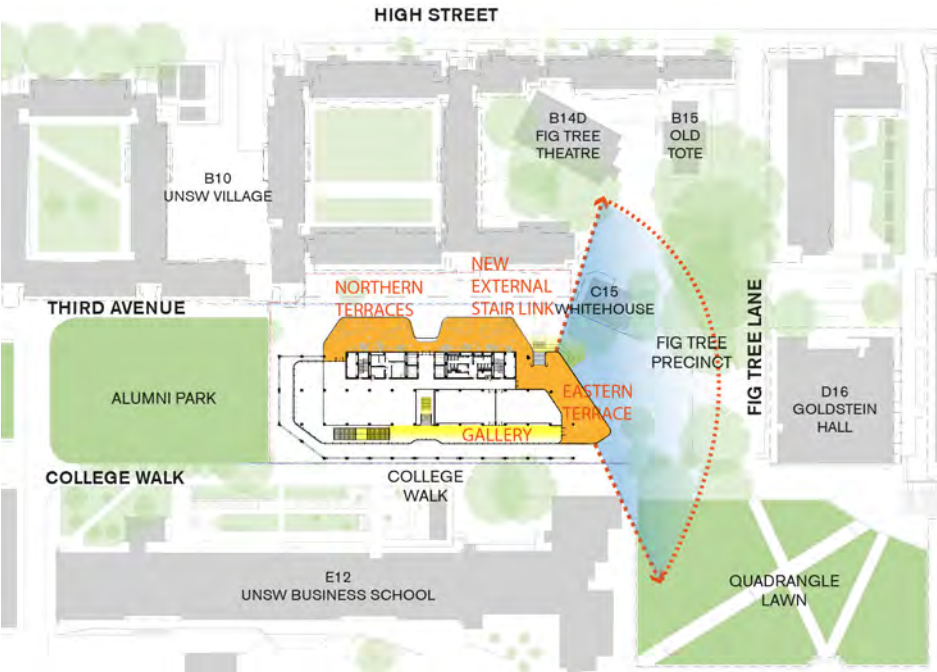 HIGH STREET
B14D
FIG TREE
THEATRE
B15
OLD
TOTE
B10
UNSW VILLAGE
NEW
EXTERNAL
STAIR LINK
NORTHERN
TERRACES
C15
WHITEHOUSE
THIRD AVENUE
FIG TREE
PRECINCT
FIG TREE LANE
ALUMNI PARK
EASTERN
TERRACE
D16
GOLDSTEIN
HALL
GALLERY
COLLEGE WALK
COLLEGE
WALK
E12
UNSW BUSINESS SCHOOL
QUADRANGLE
LAWN